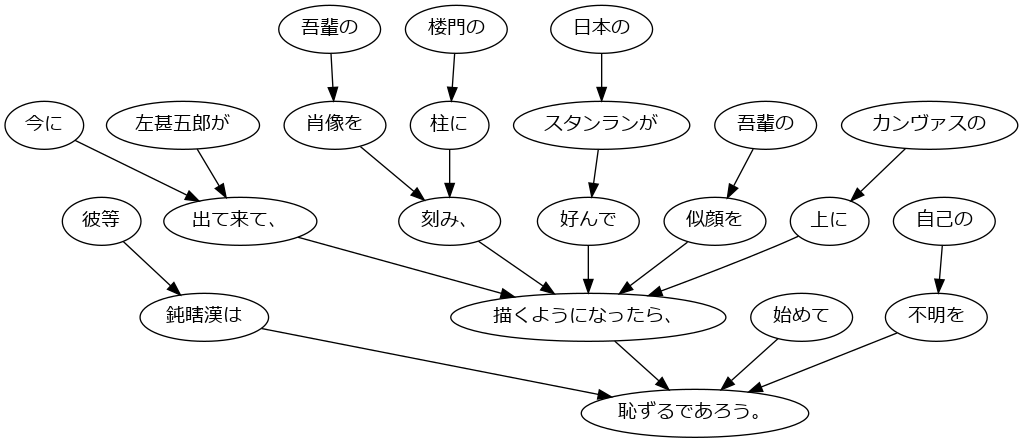 吾輩の
楼門の
日本の
今に
左甚五郎が
肖像を
柱に
スタンランが
吾輩の
カンヴァスの
彼等
出て来て、
刻み、
好んで
似顔を
上に
自己の
鈍瞎漢は
描くようになったら、
始めて
不明を
恥ずるであろう。